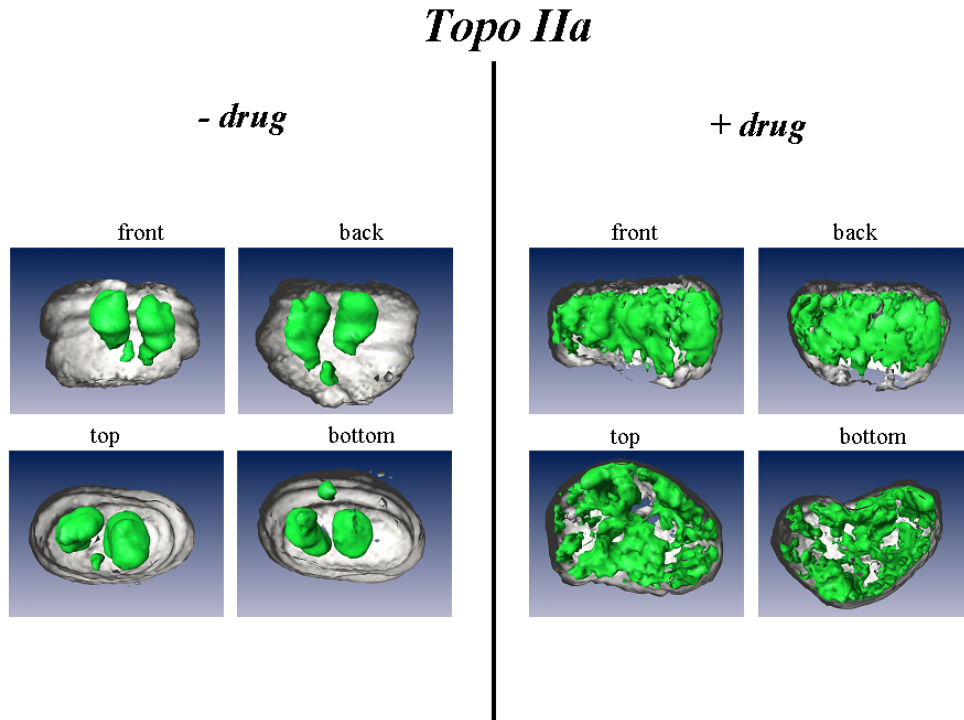 Topo IIa
- drug
+ drug
front
back
front
back
top
bottom
top
bottom